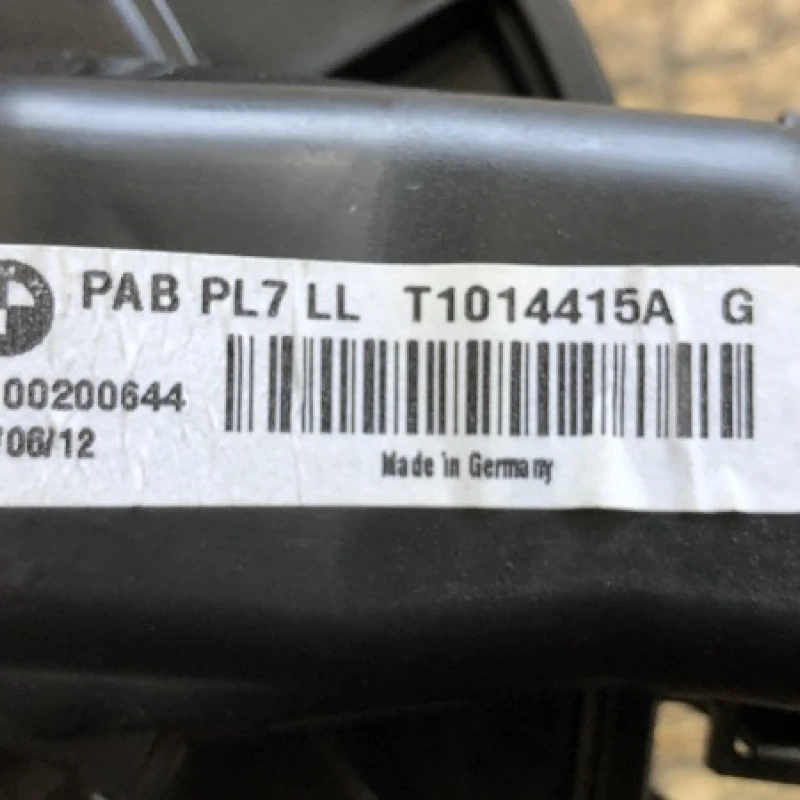 PAB PL7 LL T1014415A G
00200644
/06/12
Made in Germany